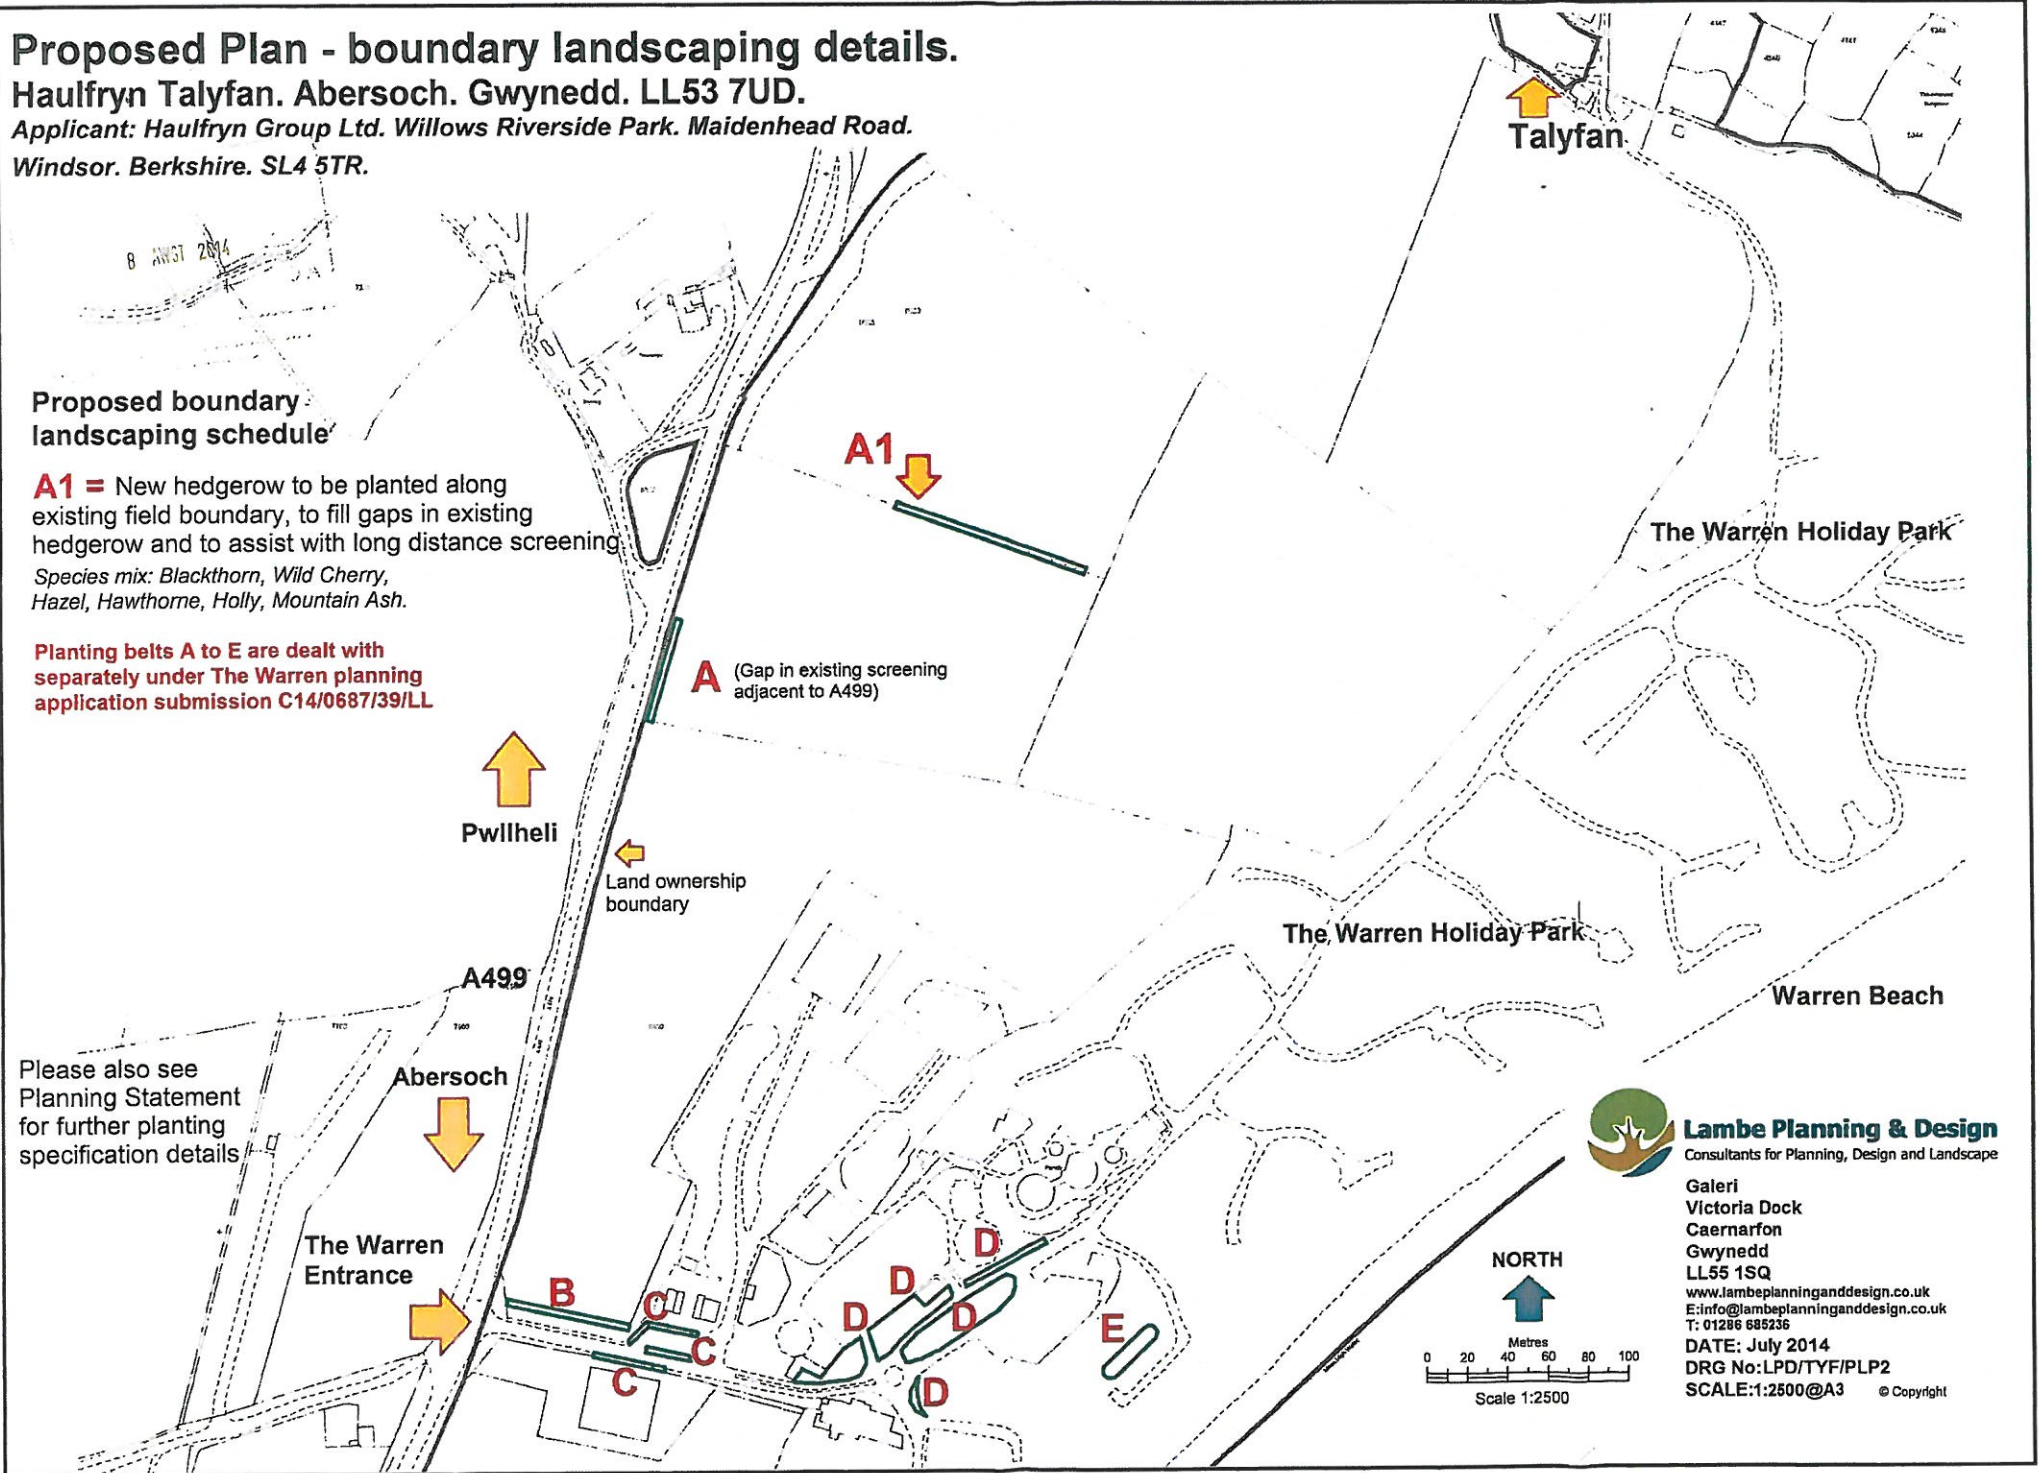 Proposed Plan - boundary landscaping details.
Haulfryn Talyfan. Abersoch. Gwynedd. LL53 7UD.
Applicant: Haulfryn Group Ltd. Willows Riverside Park. Maidenhead Road.
Windsor. Berkshire. SL4 5TR.
8 AWST 2014
Talyfan
Proposed boundary
landscaping schedule
A1 = New hedgerow to be planted along
existing field boundary, to fill gaps in existing
hedgerow and to assist with long distance screening
Species mix: Blackthorn, Wild Cherry,
Hazel, Hawthorne, Holly, Mountain Ash.
Planting belts A to E are dealt with
separately under The Warren planning
application submission C14/0687/39/LL
A1
The Warren Holiday Park
A (Gap in existing screening
adjacent to A499)
Pwllheli
Land ownership
boundary
The Warren Holiday Park
A499
Warren Beach
Please also see
Planning Statement
for further planting
specification details
Abersoch
The Warren
Entrance
B
C
C
C
D
D
D
D
D
E
NORTH
Metres
0 20 40 60 80 100
Scale 1:2500
Lambe Planning & Design
Consultants for Planning, Design and Landscape
Galeri
Victoria Dock
Caernarfon
Gwynedd
LL55 1SQ
www.lambeplanninganddesign.co.uk
E:info@lambeplanninganddesign.co.uk
T: 01286 685236
DATE: July 2014
DRG No:LPD/TYF/PLP2
SCALE:1:2500@A3 © Copyright